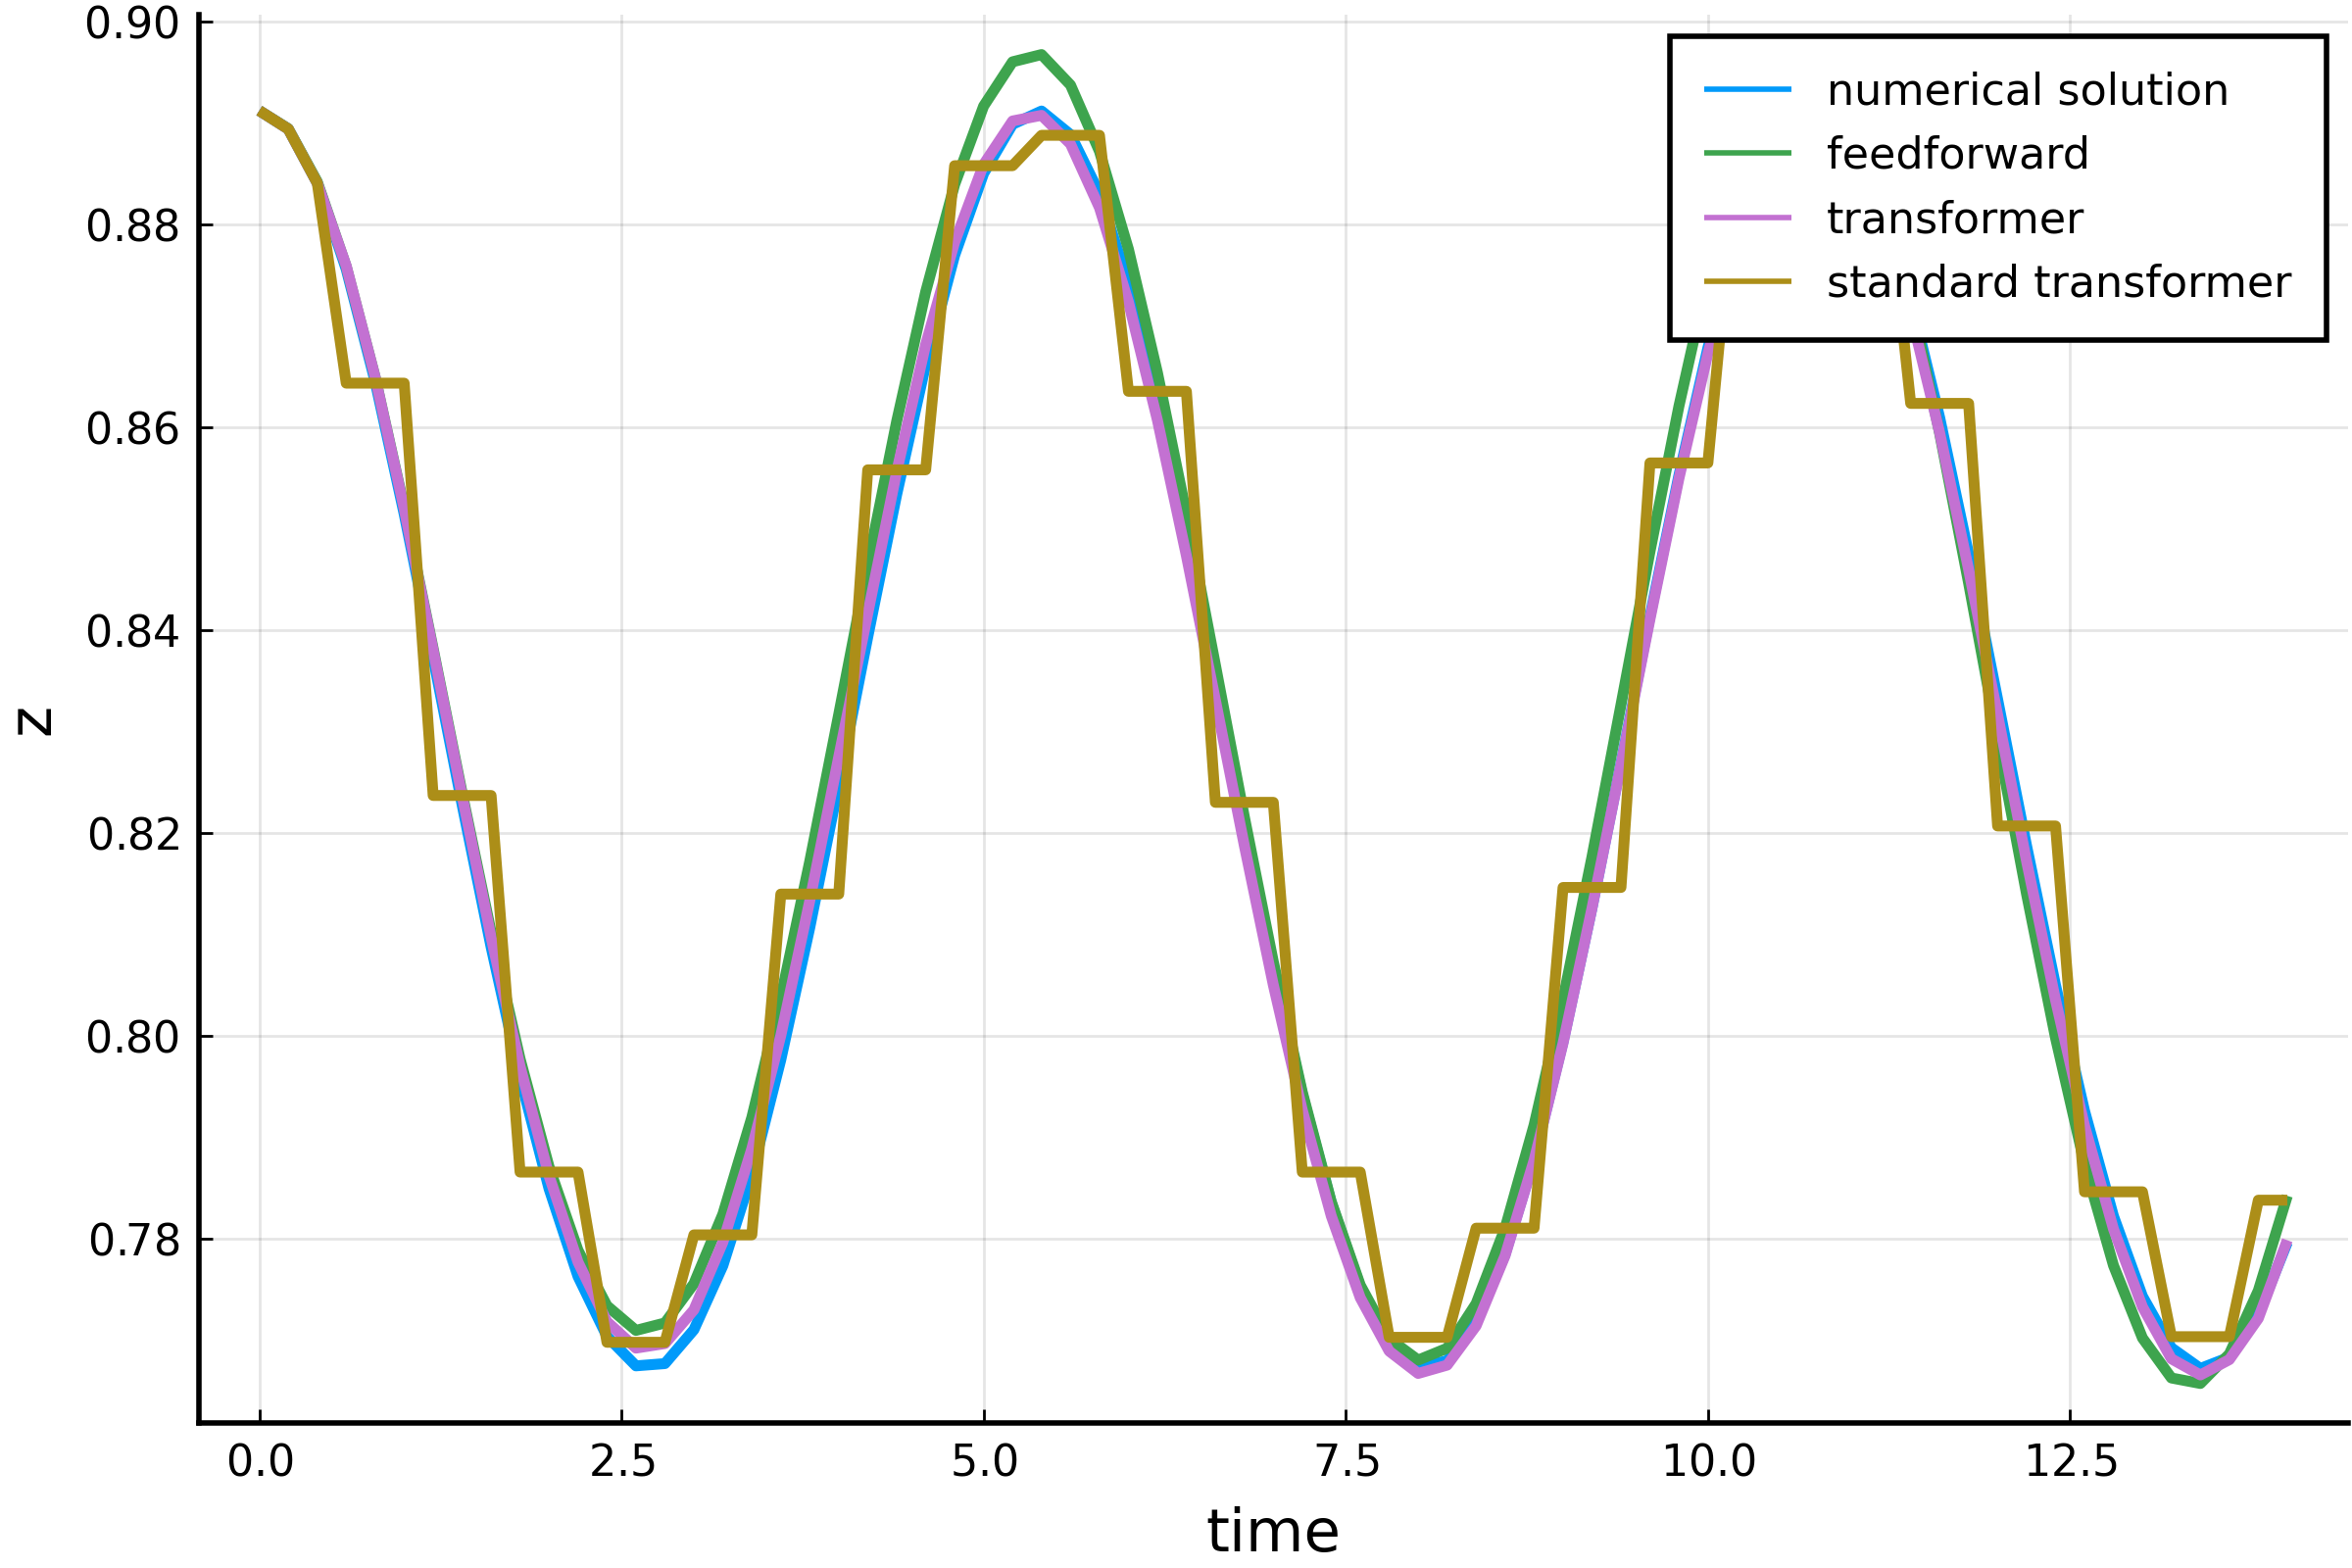 0.90
0.88
0.86
0.84
0.82
0.80
0.78
z
0.0 2.5 5.0 7.5 10.0 12.5
time
numerical solution
feedforward
transformer
standard transformer